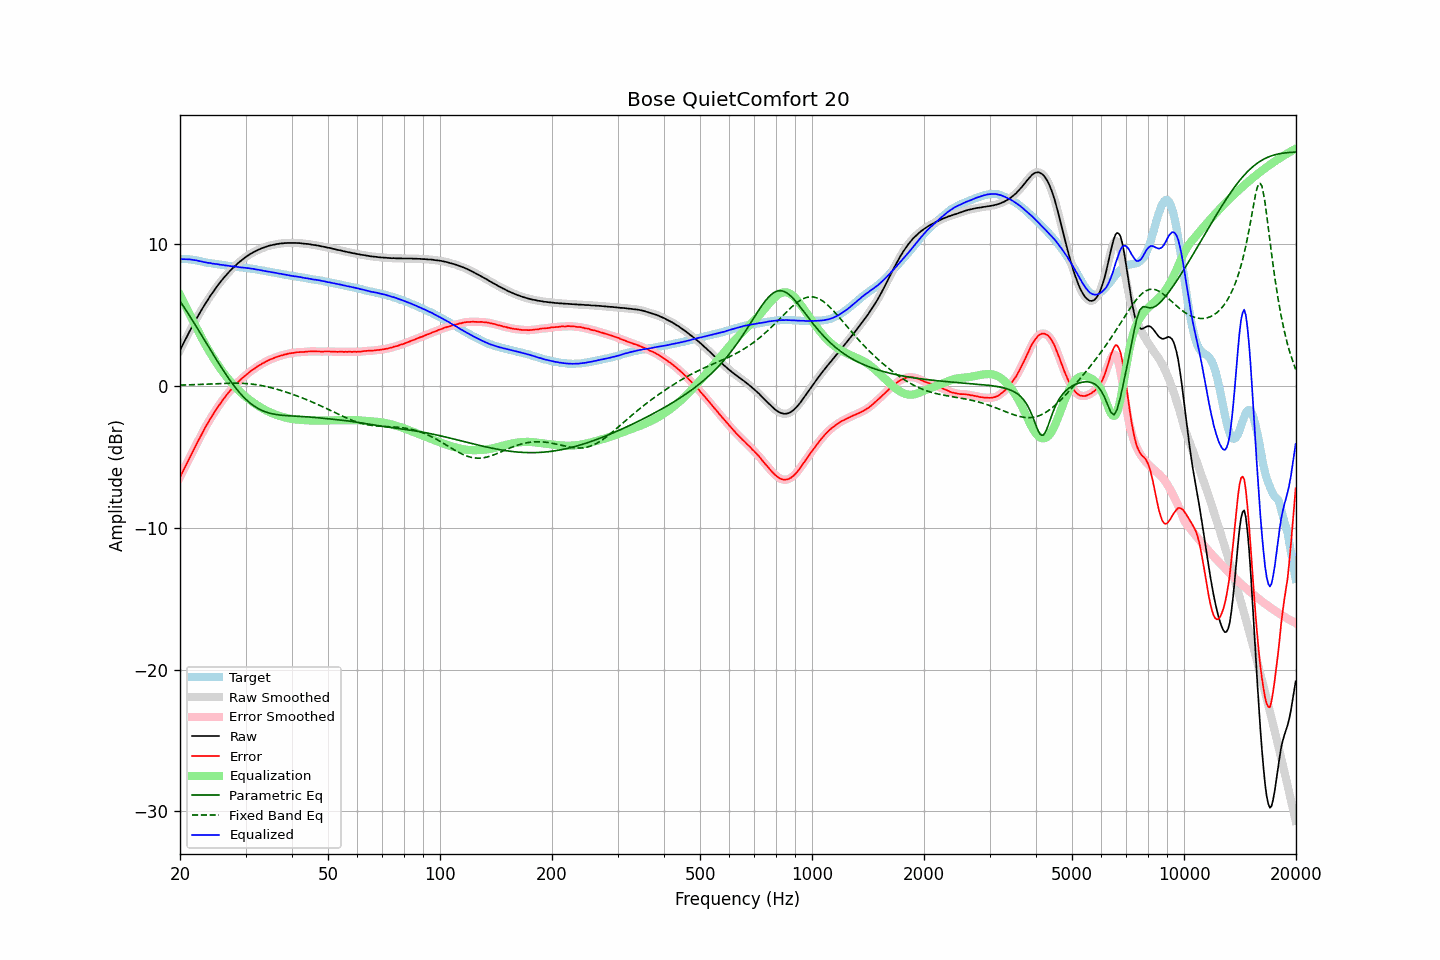 Bose QuietComfort 20
Amplitude (dBr)
10
0
−10
−20
−30
Target
Raw Smoothed
Error Smoothed
Raw
Error
Equalization
Parametric Eq
Fixed Band Eq
Equalized
20 50 100 200 500 1000 2000 5000 10000 20000
Frequency (Hz)